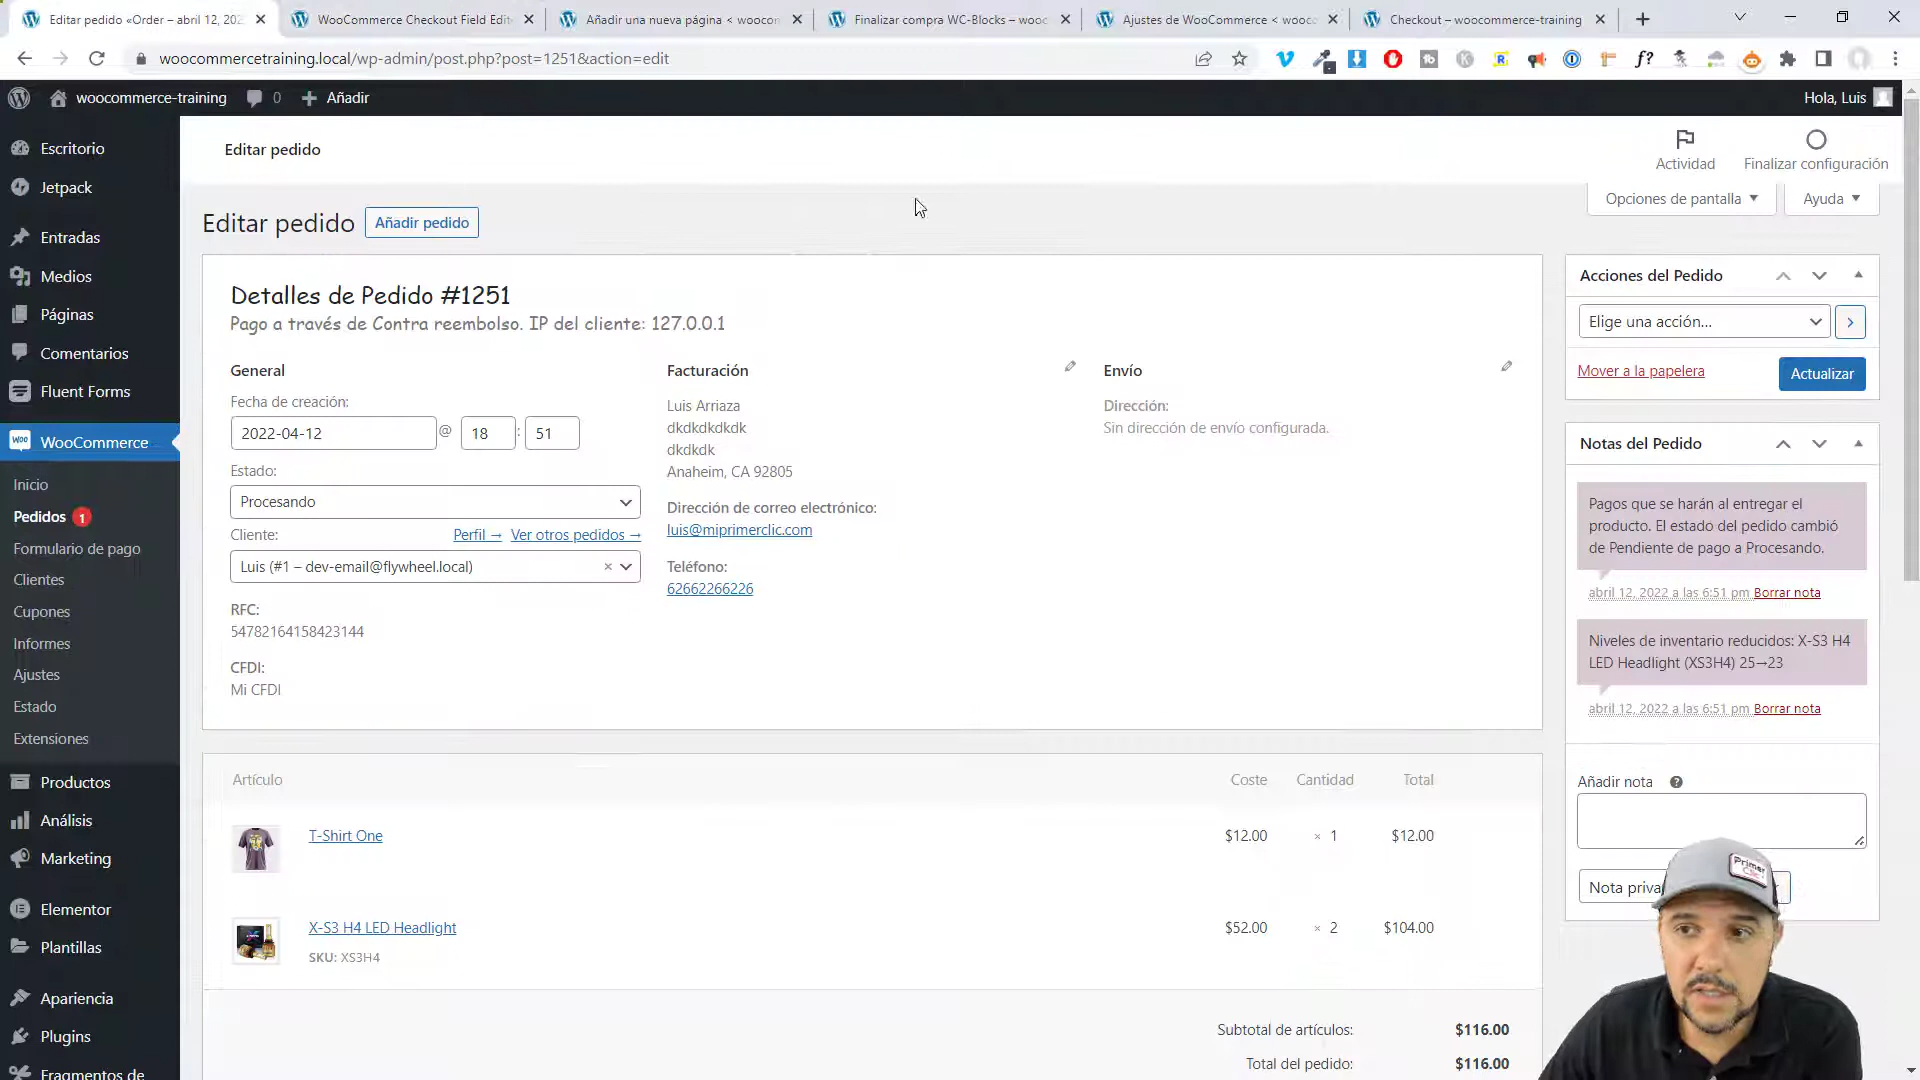 Editar pedido «Order – abril 12, 202
WooCommerce Checkout Field Edit
Añadir una nueva página < woocon
Finalizar compra WC-Blocks – wooc
Ajustes de WooCommerce < woocc
Checkout – woocommerce-training
woocommercetraining.local/wp-admin/post.php?post=1251&action=edit
woocommerce-training
0
+ Añadir
Hola, Luis
Escritorio
Jetpack
Entradas
Medios
Páginas
Comentarios
Fluent Forms
WooCommerce
Inicio
Pedidos 1
Formulario de pago
Clientes
Cupones
Informes
Ajustes
Estado
Extensiones
Productos
Análisis
Marketing
Elementor
Plantillas
Apariencia
Plugins
Fragmentos de
Editar pedido
Actividad
Finalizar configuración
Opciones de pantalla
Ayuda
Editar pedido
Añadir pedido
Detalles de Pedido #1251
Pago a través de Contra reembolso. IP del cliente: 127.0.0.1
General
Fecha de creación:
2022-04-12 @ 18 : 51
Estado:
Procesando
Cliente: Perfil → Ver otros pedidos →
Luis (#1 – dev-email@flywheel.local) ×
RFC:
54782164158423144
CFDI:
Mi CFDI
Facturación
Luis Arriaza
dkdkdkdkdk
dkdkdk
Anaheim, CA 92805
Dirección de correo electrónico:
luis@miprimerclic.com
Teléfono:
62662266226
Envío
Dirección:
Sin dirección de envío configurada.
Artículo Coste Cantidad Total
T-Shirt One $12.00 × 1 $12.00
X-S3 H4 LED Headlight $52.00 × 2 $104.00
SKU: XS3H4
Subtotal de artículos: $116.00
Total del pedido: $116.00
Acciones del Pedido
Elige una acción...
Mover a la papelera
Actualizar
Notas del Pedido
Pagos que se harán al entregar el
producto. El estado del pedido cambió
de Pendiente de pago a Procesando.
abril 12, 2022 a las 6:51 pm Borrar nota
Niveles de inventario reducidos: X-S3 H4
LED Headlight (XS3H4) 25→23
abril 12, 2022 a las 6:51 pm Borrar nota
Añadir nota
Nota priva
Primer
Clic